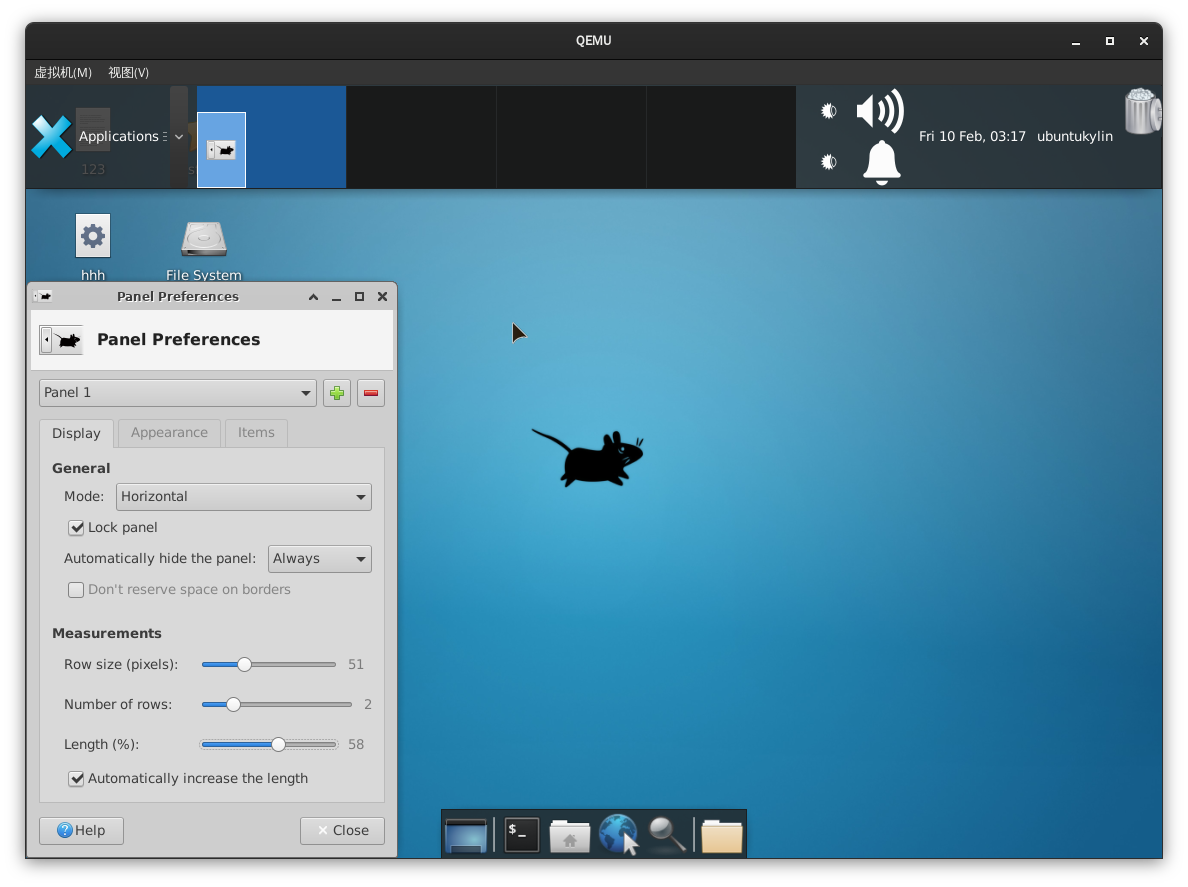 QEMU
虚拟机(M) 视图(V)
Applications
123
Fri 10 Feb, 03:17 ubuntukylin
hhh
File System
Panel Preferences
Panel Preferences
Panel 1
Display Appearance Items
General
Mode: Horizontal
Lock panel
Automatically hide the panel: Always
Don't reserve space on borders
Measurements
Row size (pixels): 51
Number of rows: 2
Length (%): 58
Automatically increase the length
Help Close
$_